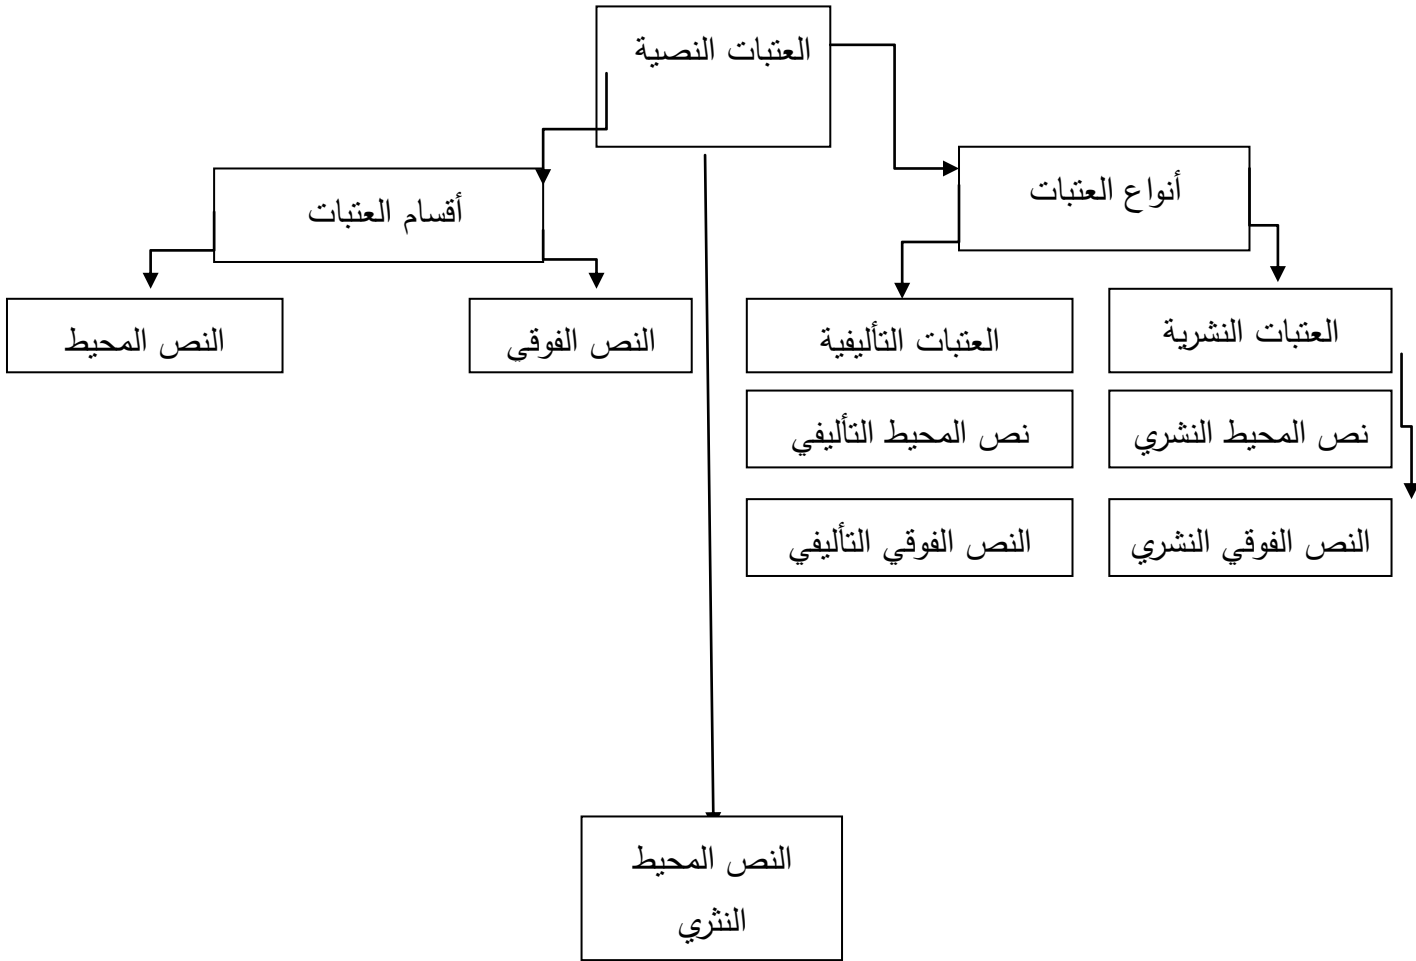 العتبات النصية
أنواع العتبات
أقسام العتبات
العتبات النشرية
العتبات التأليفية
النص الفوقي
النص المحيط
نص المحيط النشري
نص المحيط التأليفي
النص الفوقي النشري
النص الفوقي التأليفي
النص المحيط
النثري